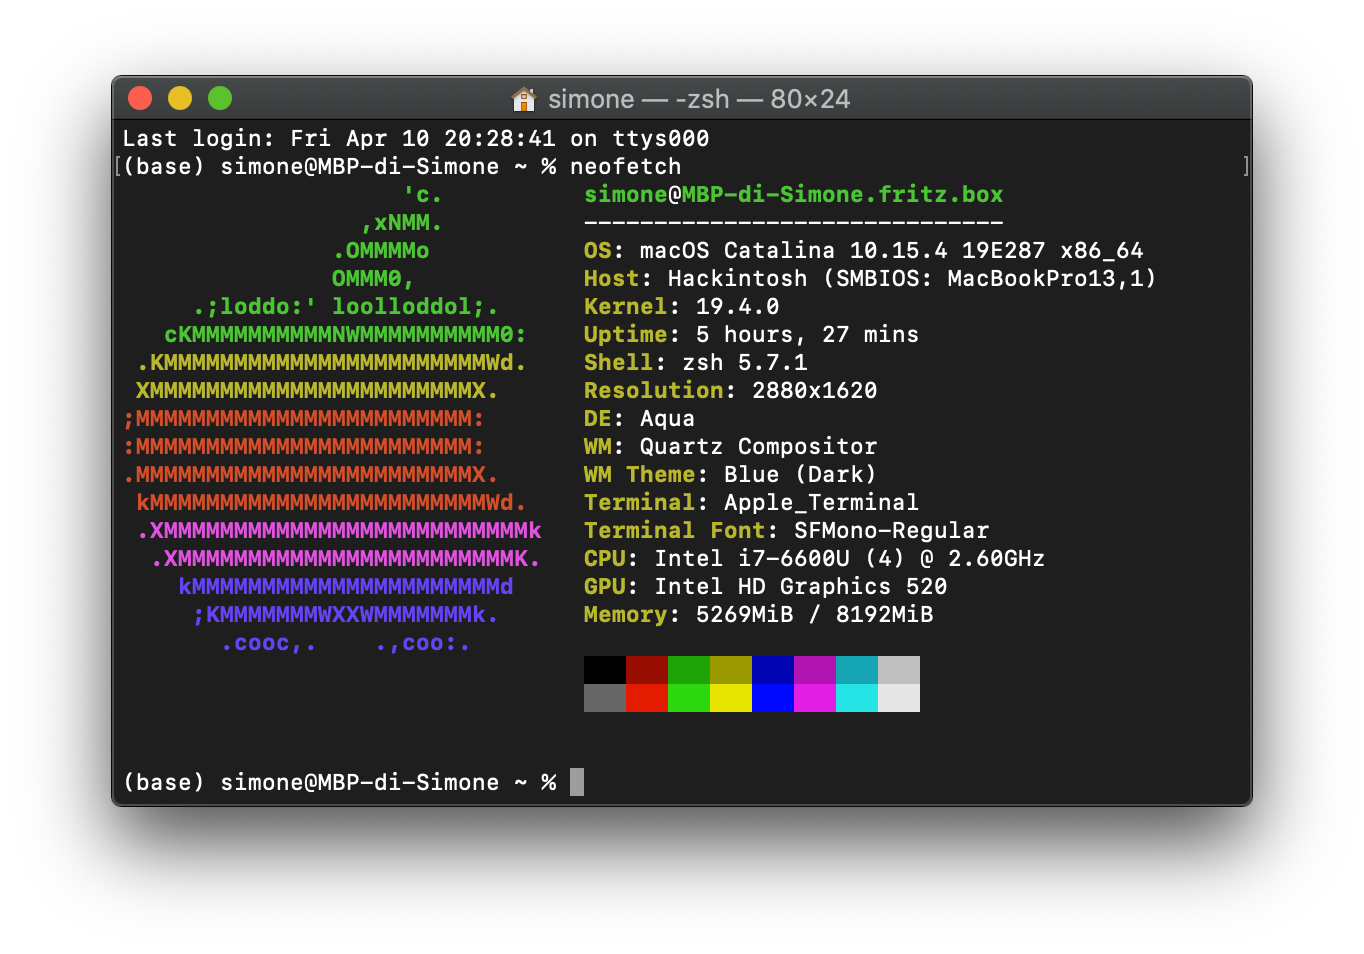 simone — -zsh — 80×24
Last login: Fri Apr 10 20:28:41 on ttys000
[(base) simone@MBP-di-Simone ~ % neofetch ]
'c. simone@MBP-di-Simone.fritz.box
,xNMM. ------------------------------
.OMMMMo OS: macOS Catalina 10.15.4 19E287 x86_64
OMMM0, Host: Hackintosh (SMBIOS: MacBookPro13,1)
.;loddo:' loolloddol;. Kernel: 19.4.0
cKMMMMMMMMMMNWMMMMMMMMMM0: Uptime: 5 hours, 27 mins
.KMMMMMMMMMMMMMMMMMMMMMMMWd. Shell: zsh 5.7.1
XMMMMMMMMMMMMMMMMMMMMMMMX. Resolution: 2880x1620
;MMMMMMMMMMMMMMMMMMMMMMMM: DE: Aqua
:MMMMMMMMMMMMMMMMMMMMMMMM: WM: Quartz Compositor
.MMMMMMMMMMMMMMMMMMMMMMMMX. WM Theme: Blue (Dark)
kMMMMMMMMMMMMMMMMMMMMMMMMWd. Terminal: Apple_Terminal
.XMMMMMMMMMMMMMMMMMMMMMMMMMMk Terminal Font: SFMono-Regular
.XMMMMMMMMMMMMMMMMMMMMMMMMK. CPU: Intel i7-6600U (4) @ 2.60GHz
kMMMMMMMMMMMMMMMMMMMMMMd GPU: Intel HD Graphics 520
;KMMMMMMMWXXWMMMMMMMk. Memory: 5269MiB / 8192MiB
.cooc,. .,coo:.
(base) simone@MBP-di-Simone ~ %